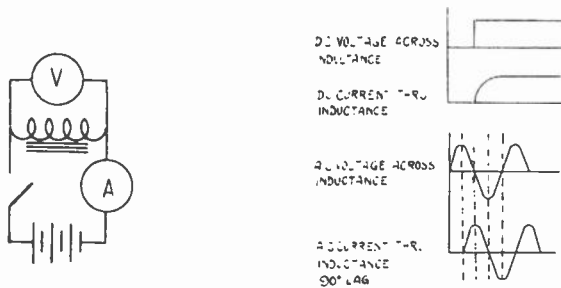 V
A
DC VOLTAGE ACROSS
INDUCTANCE
DC CURRENT THRU
INDUCTANCE
AC VOLTAGE ACROSS
INDUCTANCE
AC CURRENT THRU
INDUCTANCE
90° LAG